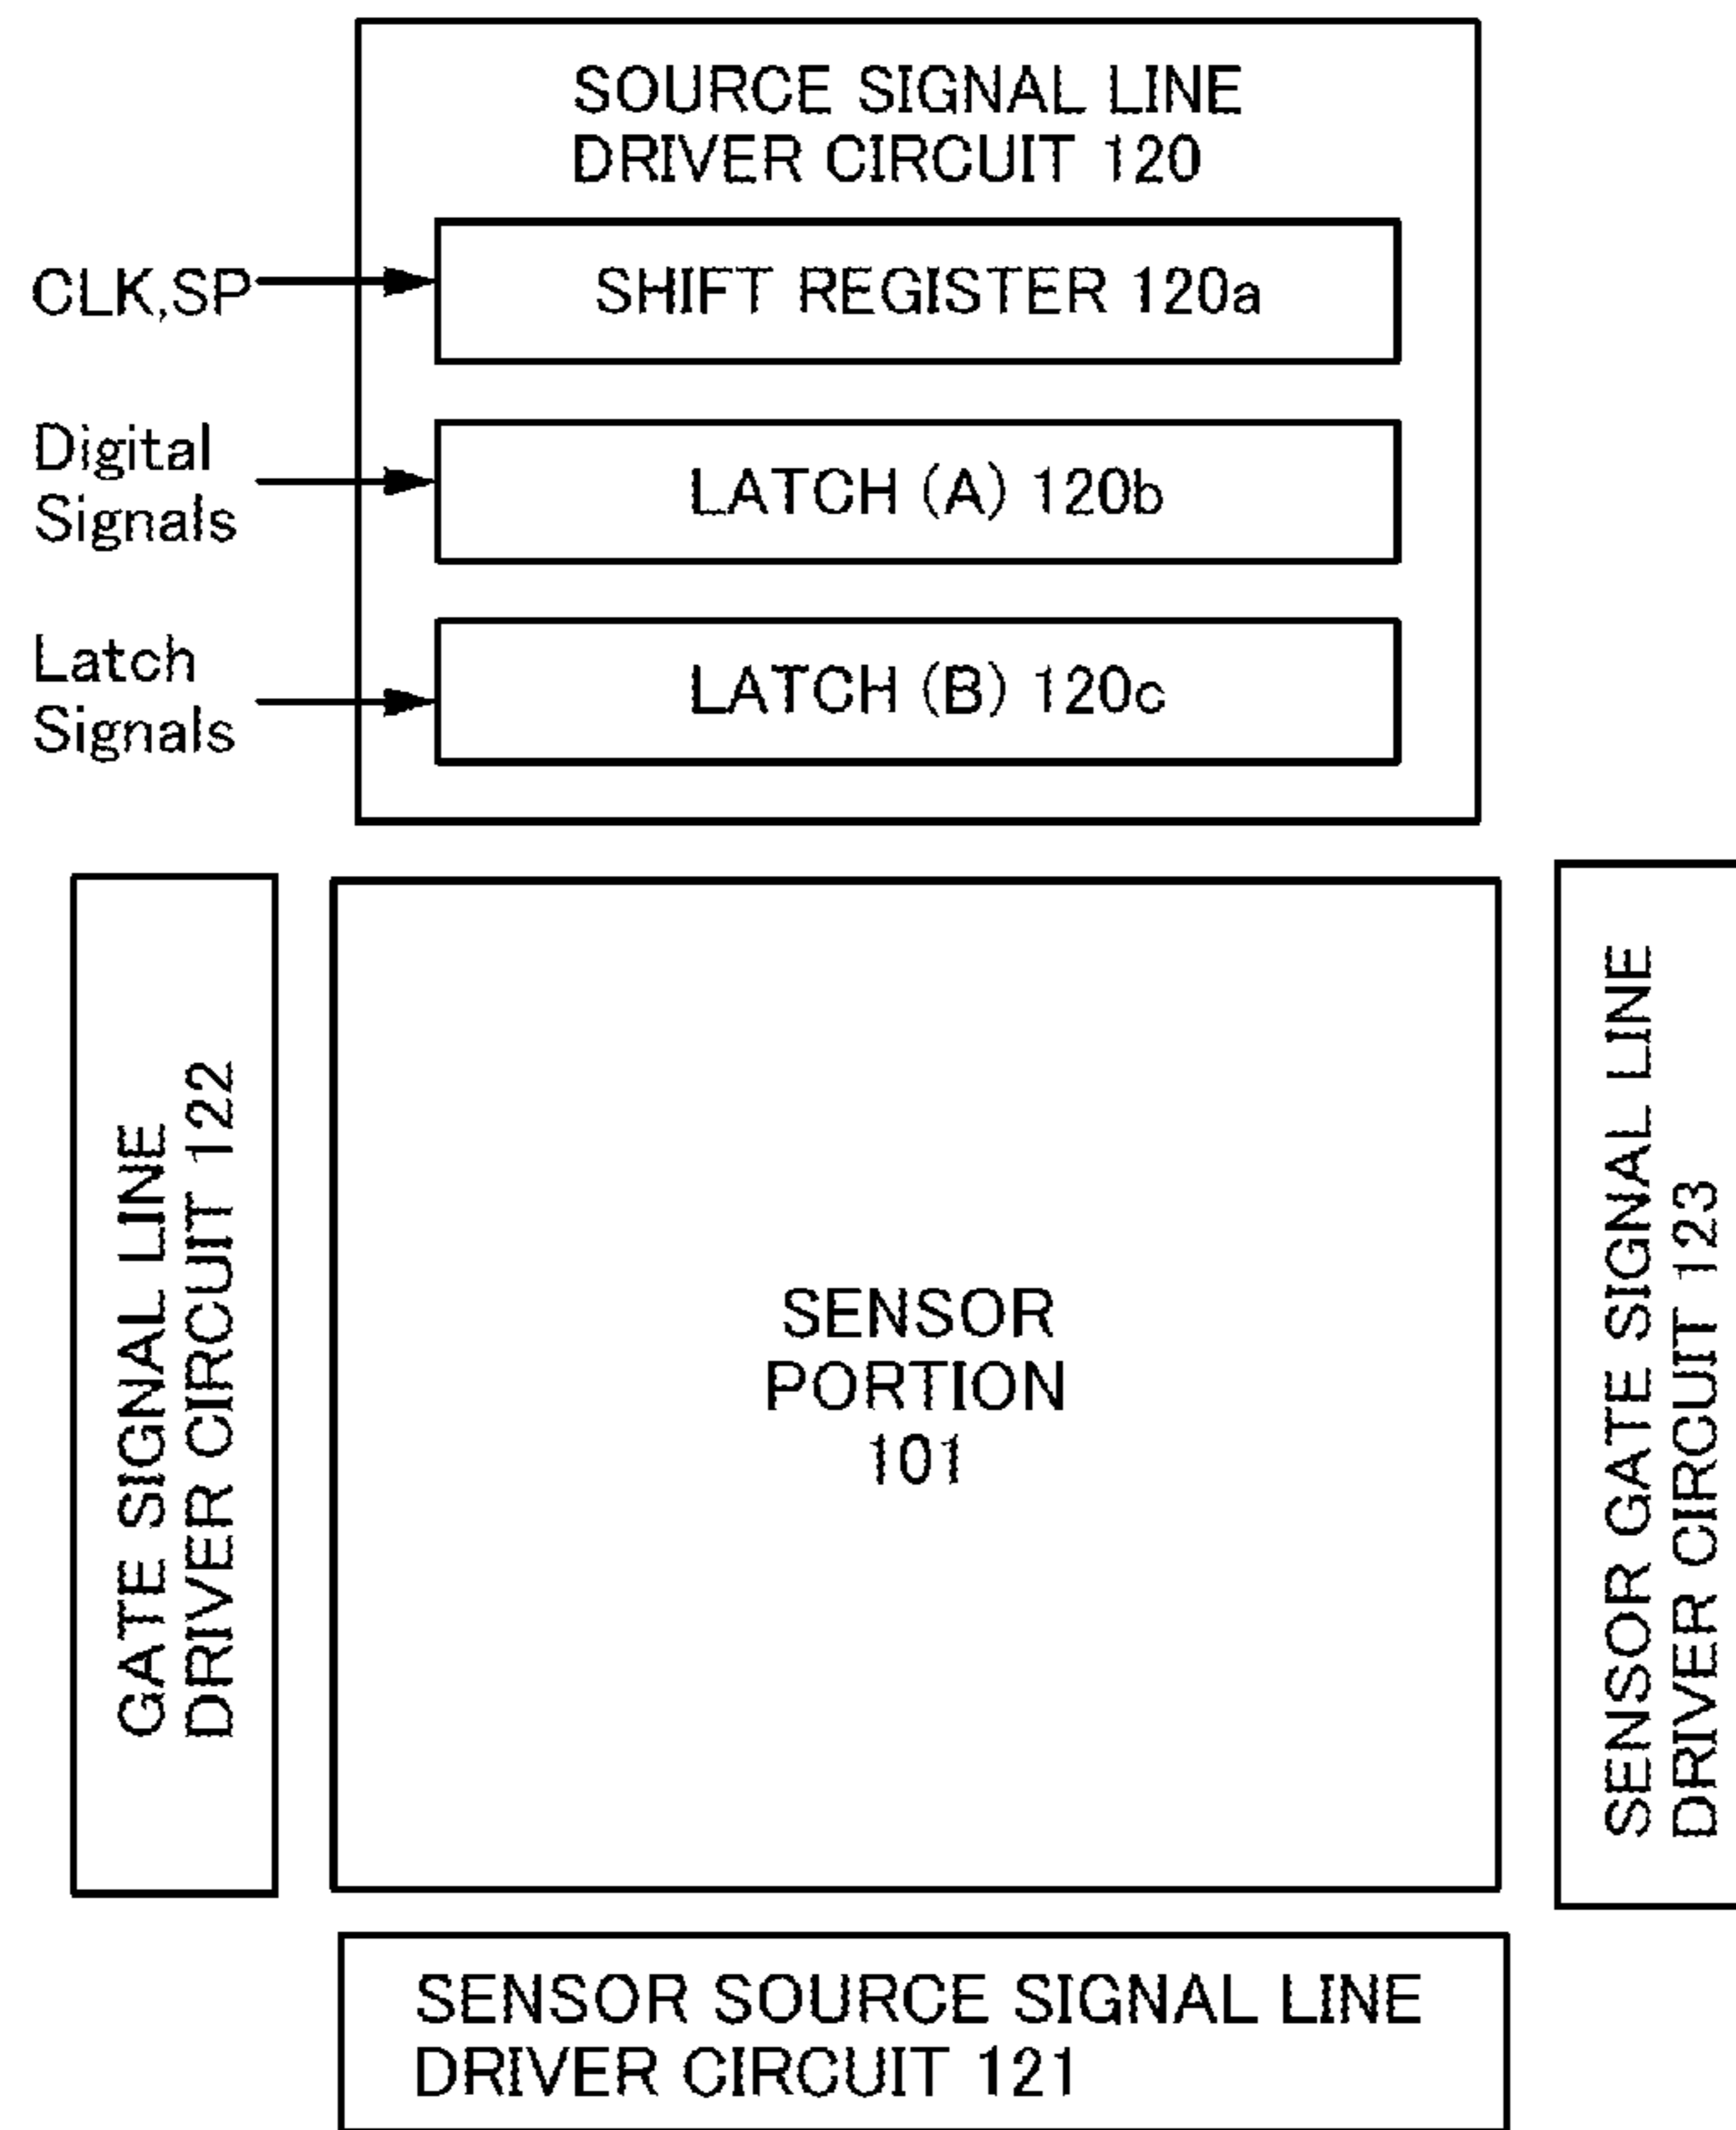 SOURCE SIGNAL LINE
DRIVER CIRCUIT 120
CLK,SP
SHIFT REGISTER 120a
Digital
Signals
LATCH (A) 120b
Latch
Signals
LATCH (B) 120c
GATE SIGNAL LINE
DRIVER CIRCUIT 122
SENSOR
PORTION
101
SENSOR GATE SIGNAL LINE
DRIVER CIRCUIT 123
SENSOR SOURCE SIGNAL LINE
DRIVER CIRCUIT 121